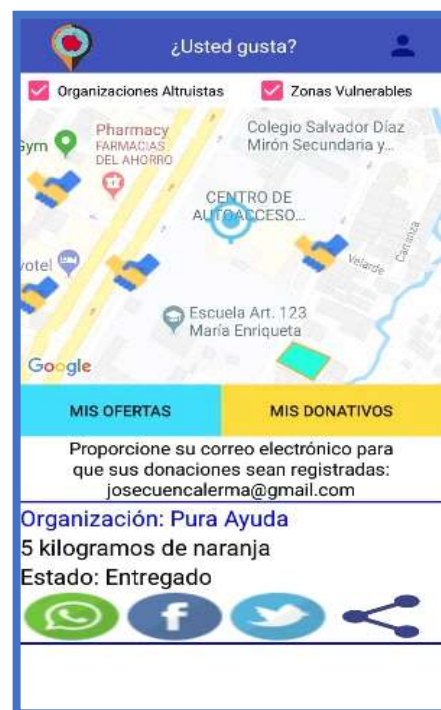 ¿Usted gusta?
Organizaciones Altruistas
Zonas Vulnerables
Gym
Pharmacy
FARMACIAS
DEL AHORRO
Colegio Salvador Díaz
Mirón Secundaria y...
CENTRO DE
AUTOACCESO...
votel
Velarde
Carranza
Escuela Art. 123
María Enriqueta
Google
MIS OFERTAS
MIS DONATIVOS
Proporcione su correo electrónico para
que sus donaciones sean registradas:
josecuencalerma@gmail.com
Organización: Pura Ayuda
5 kilogramos de naranja
Estado: Entregado